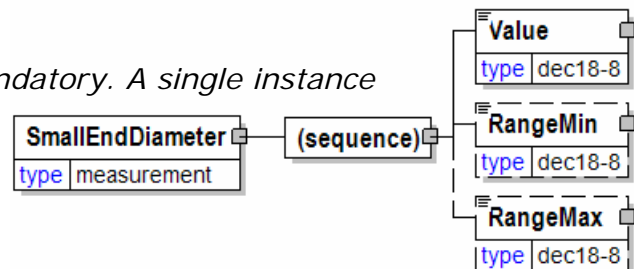 Value
type dec18-8
ndatory. A single instance
SmallEndDiameter (sequence) RangeMin
type measurement type dec18-8
RangeMax
type dec18-8